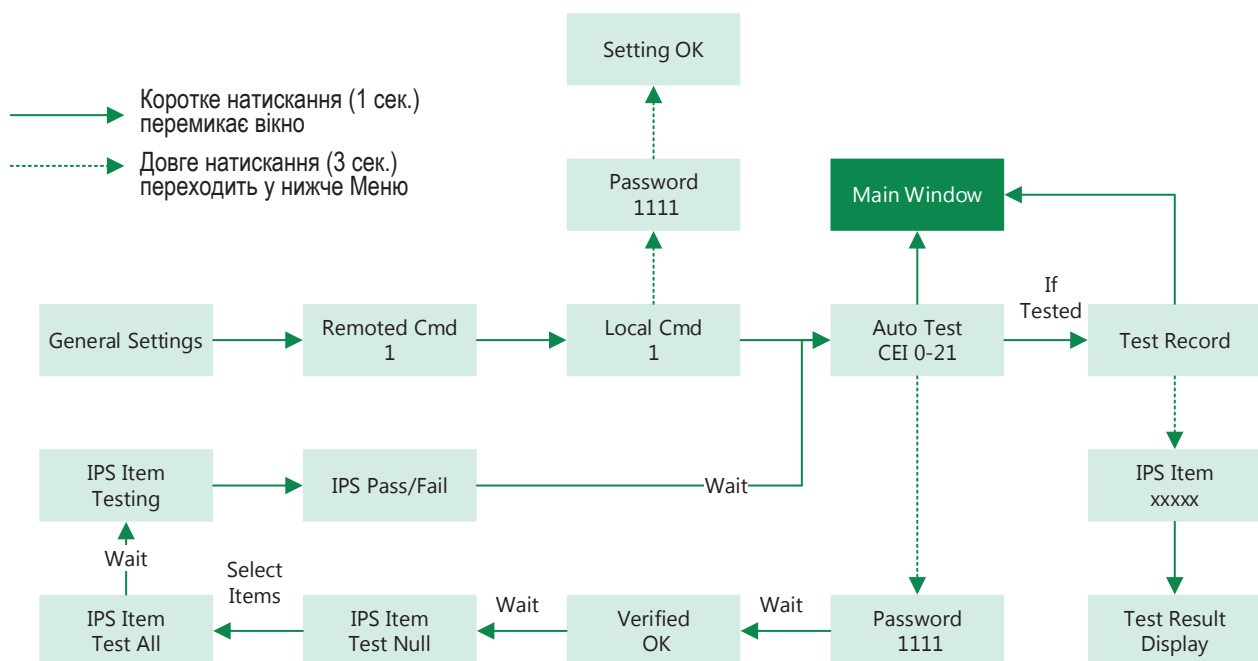 Setting OK
Коротке натискання (1 сек.)
перемикає вікно
Довге натискання (3 сек.)
переходить у нижче Меню
Password
1111
Main Window
If
Tested
General Settings
Remoted Cmd
1
Local Cmd
1
Auto Test
CEI 0-21
Test Record
IPS Item
Testing
IPS Pass/Fail
Wait
IPS Item
xxxxx
Wait
Select
Items
Wait
Wait
IPS Item
Test All
IPS Item
Test Null
Verified
OK
Password
1111
Test Result
Display